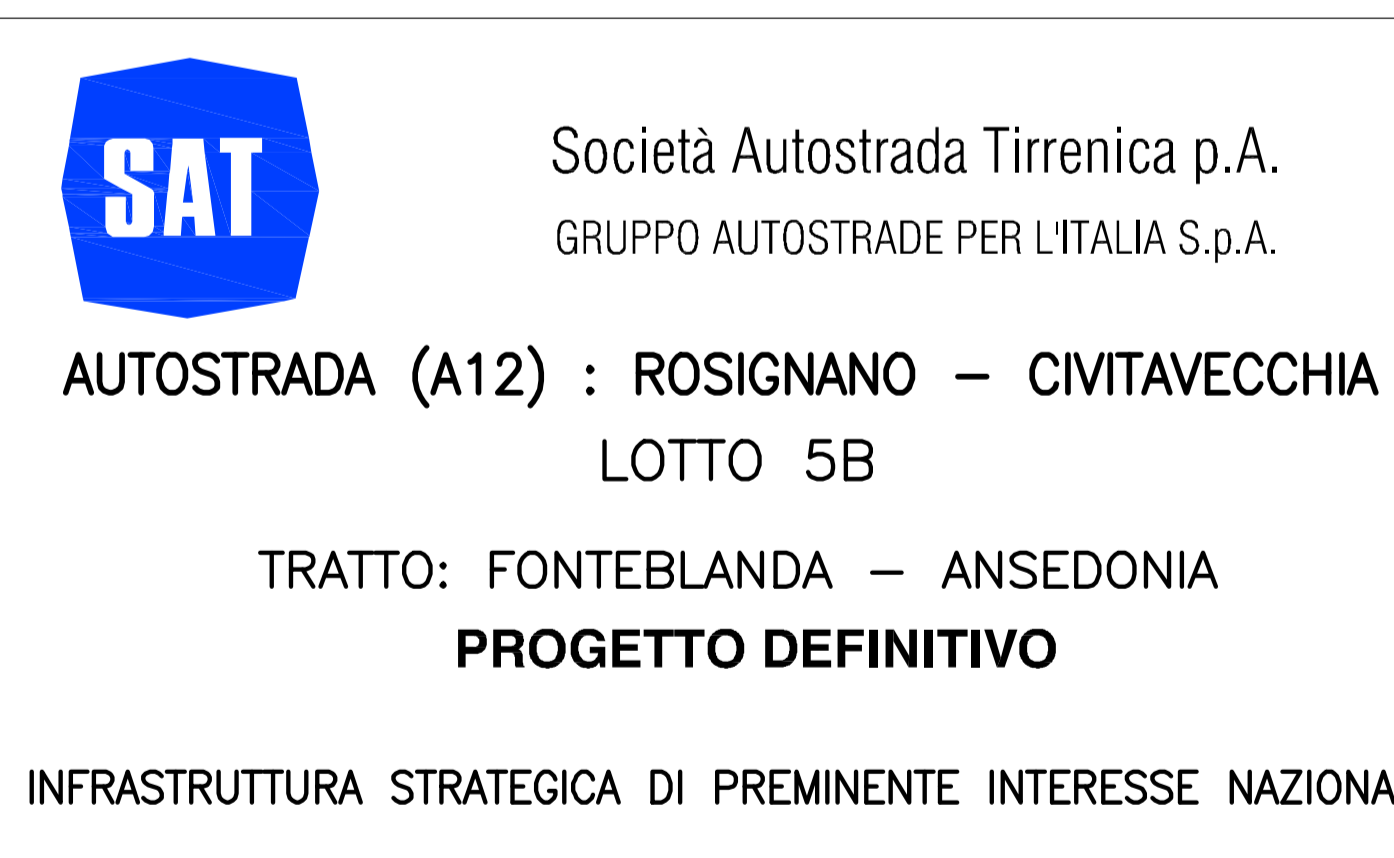 SAT
Società Autostrada Tirrenica p.A.
GRUPPO AUTOSTRADE PER L'ITALIA S.p.A.
AUTOSTRADA (A12) : ROSIGNANO – CIVITAVECCHIA
LOTTO 5B
TRATTO: FONTEBLANDA – ANSEDONIA
PROGETTO DEFINITIVO
INFRASTRUTTURA STRATEGICA DI PREMINENTE INTERESSE NAZIONA